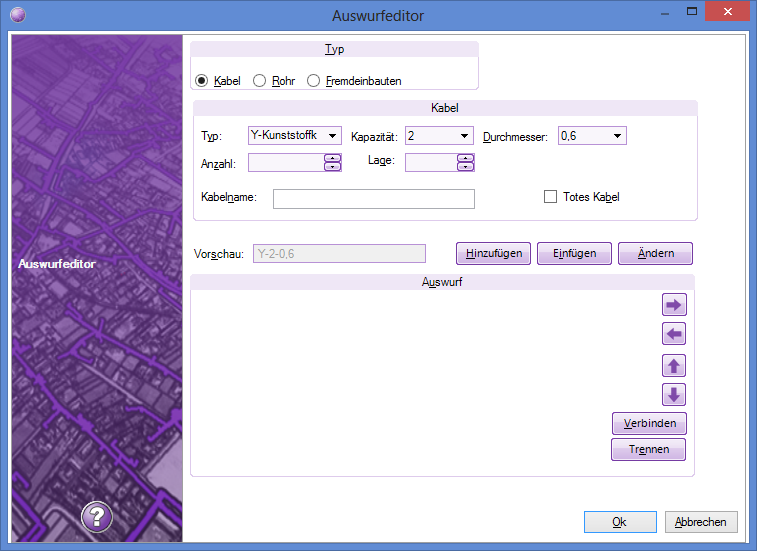 Auswurfeditor
Typ
Kabel Rohr Fremdeinbauten
Kabel
Typ: Y-Kunststoffk Kapazität: 2 Durchmesser: 0,6
Anzahl: Lage:
Kabelname: Totes Kabel
Vorschau: Y-2-0,6 Hinzufügen Einfügen Ändern
Auswurfeditor
Auswurf
Verbinden
Trennen
?
Ok Abbrechen